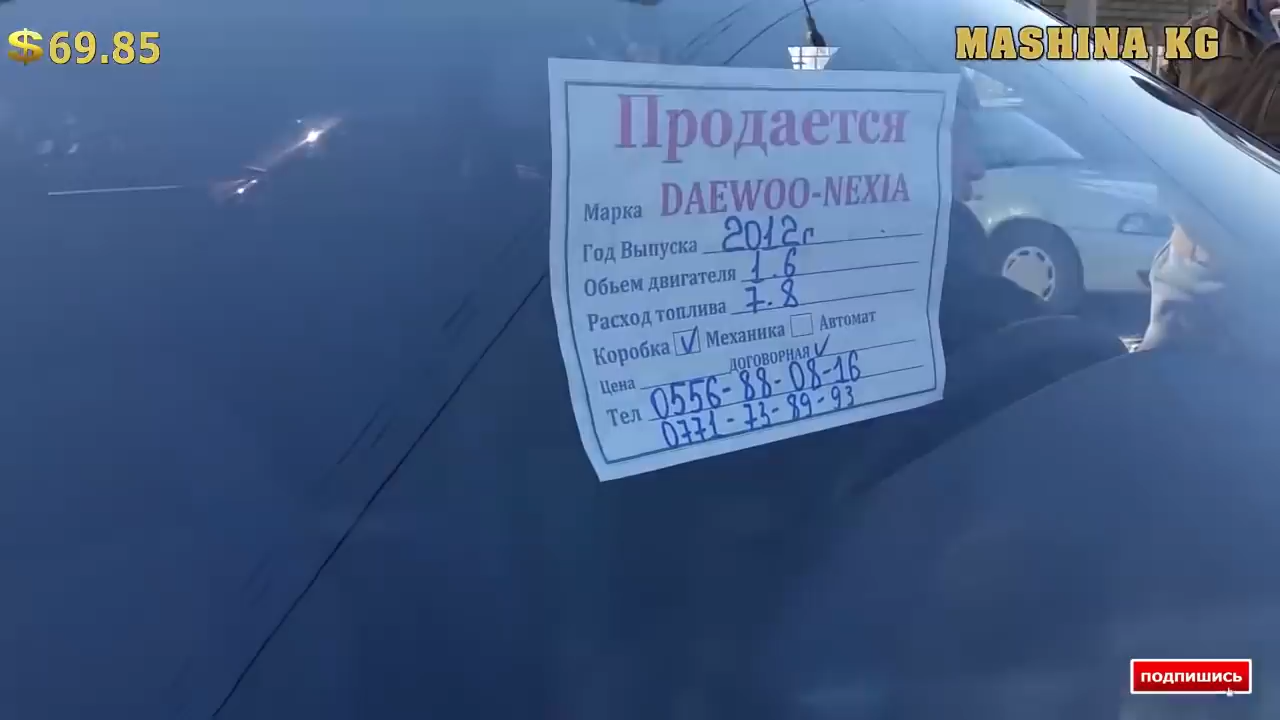 $69.85
MASHINA KG
Продается
Марка DAEWOO-NEXIA
Год Выпуска 2012г
Обьем двигателя 1.6
Расход топлива 7.8
Коробка ✓ Механика Автомат
Цена договорная ✓
Тел 0556-88-08-16
0771-73-89-93
подпишись